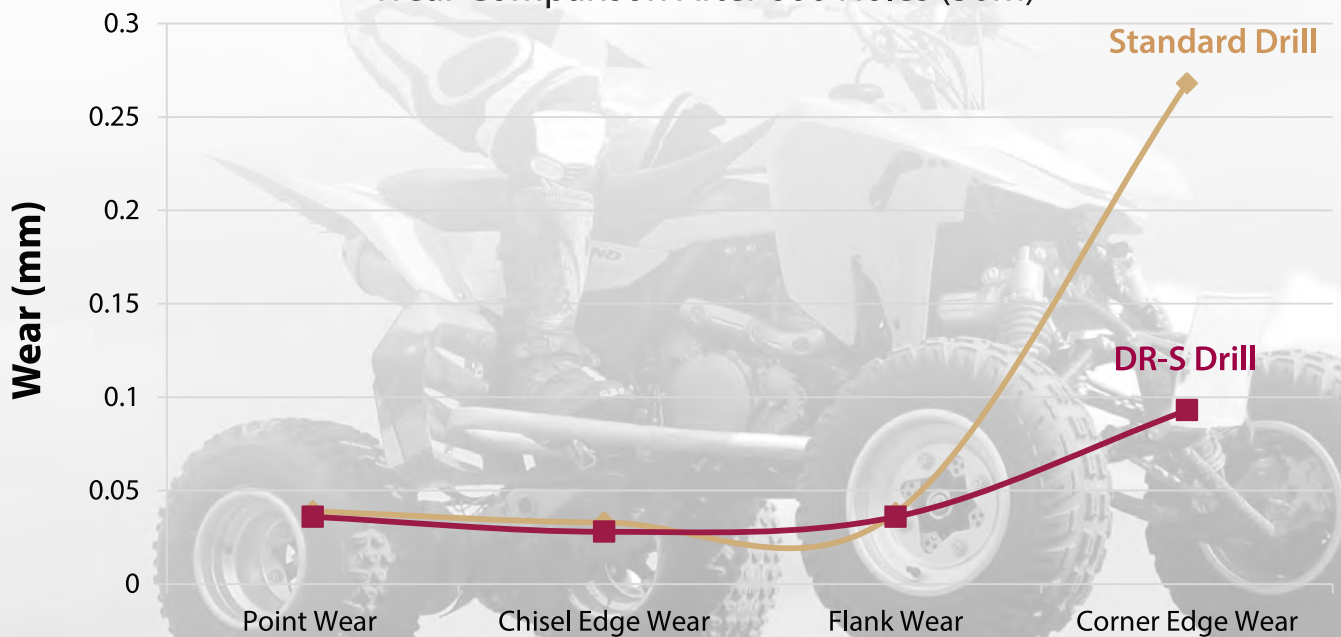 0.3
Standard Drill
0.25
0.2
0.15
DR-S Drill
0.1
0.05
0
Wear (mm)
Point Wear
Chisel Edge Wear
Flank Wear
Corner Edge Wear